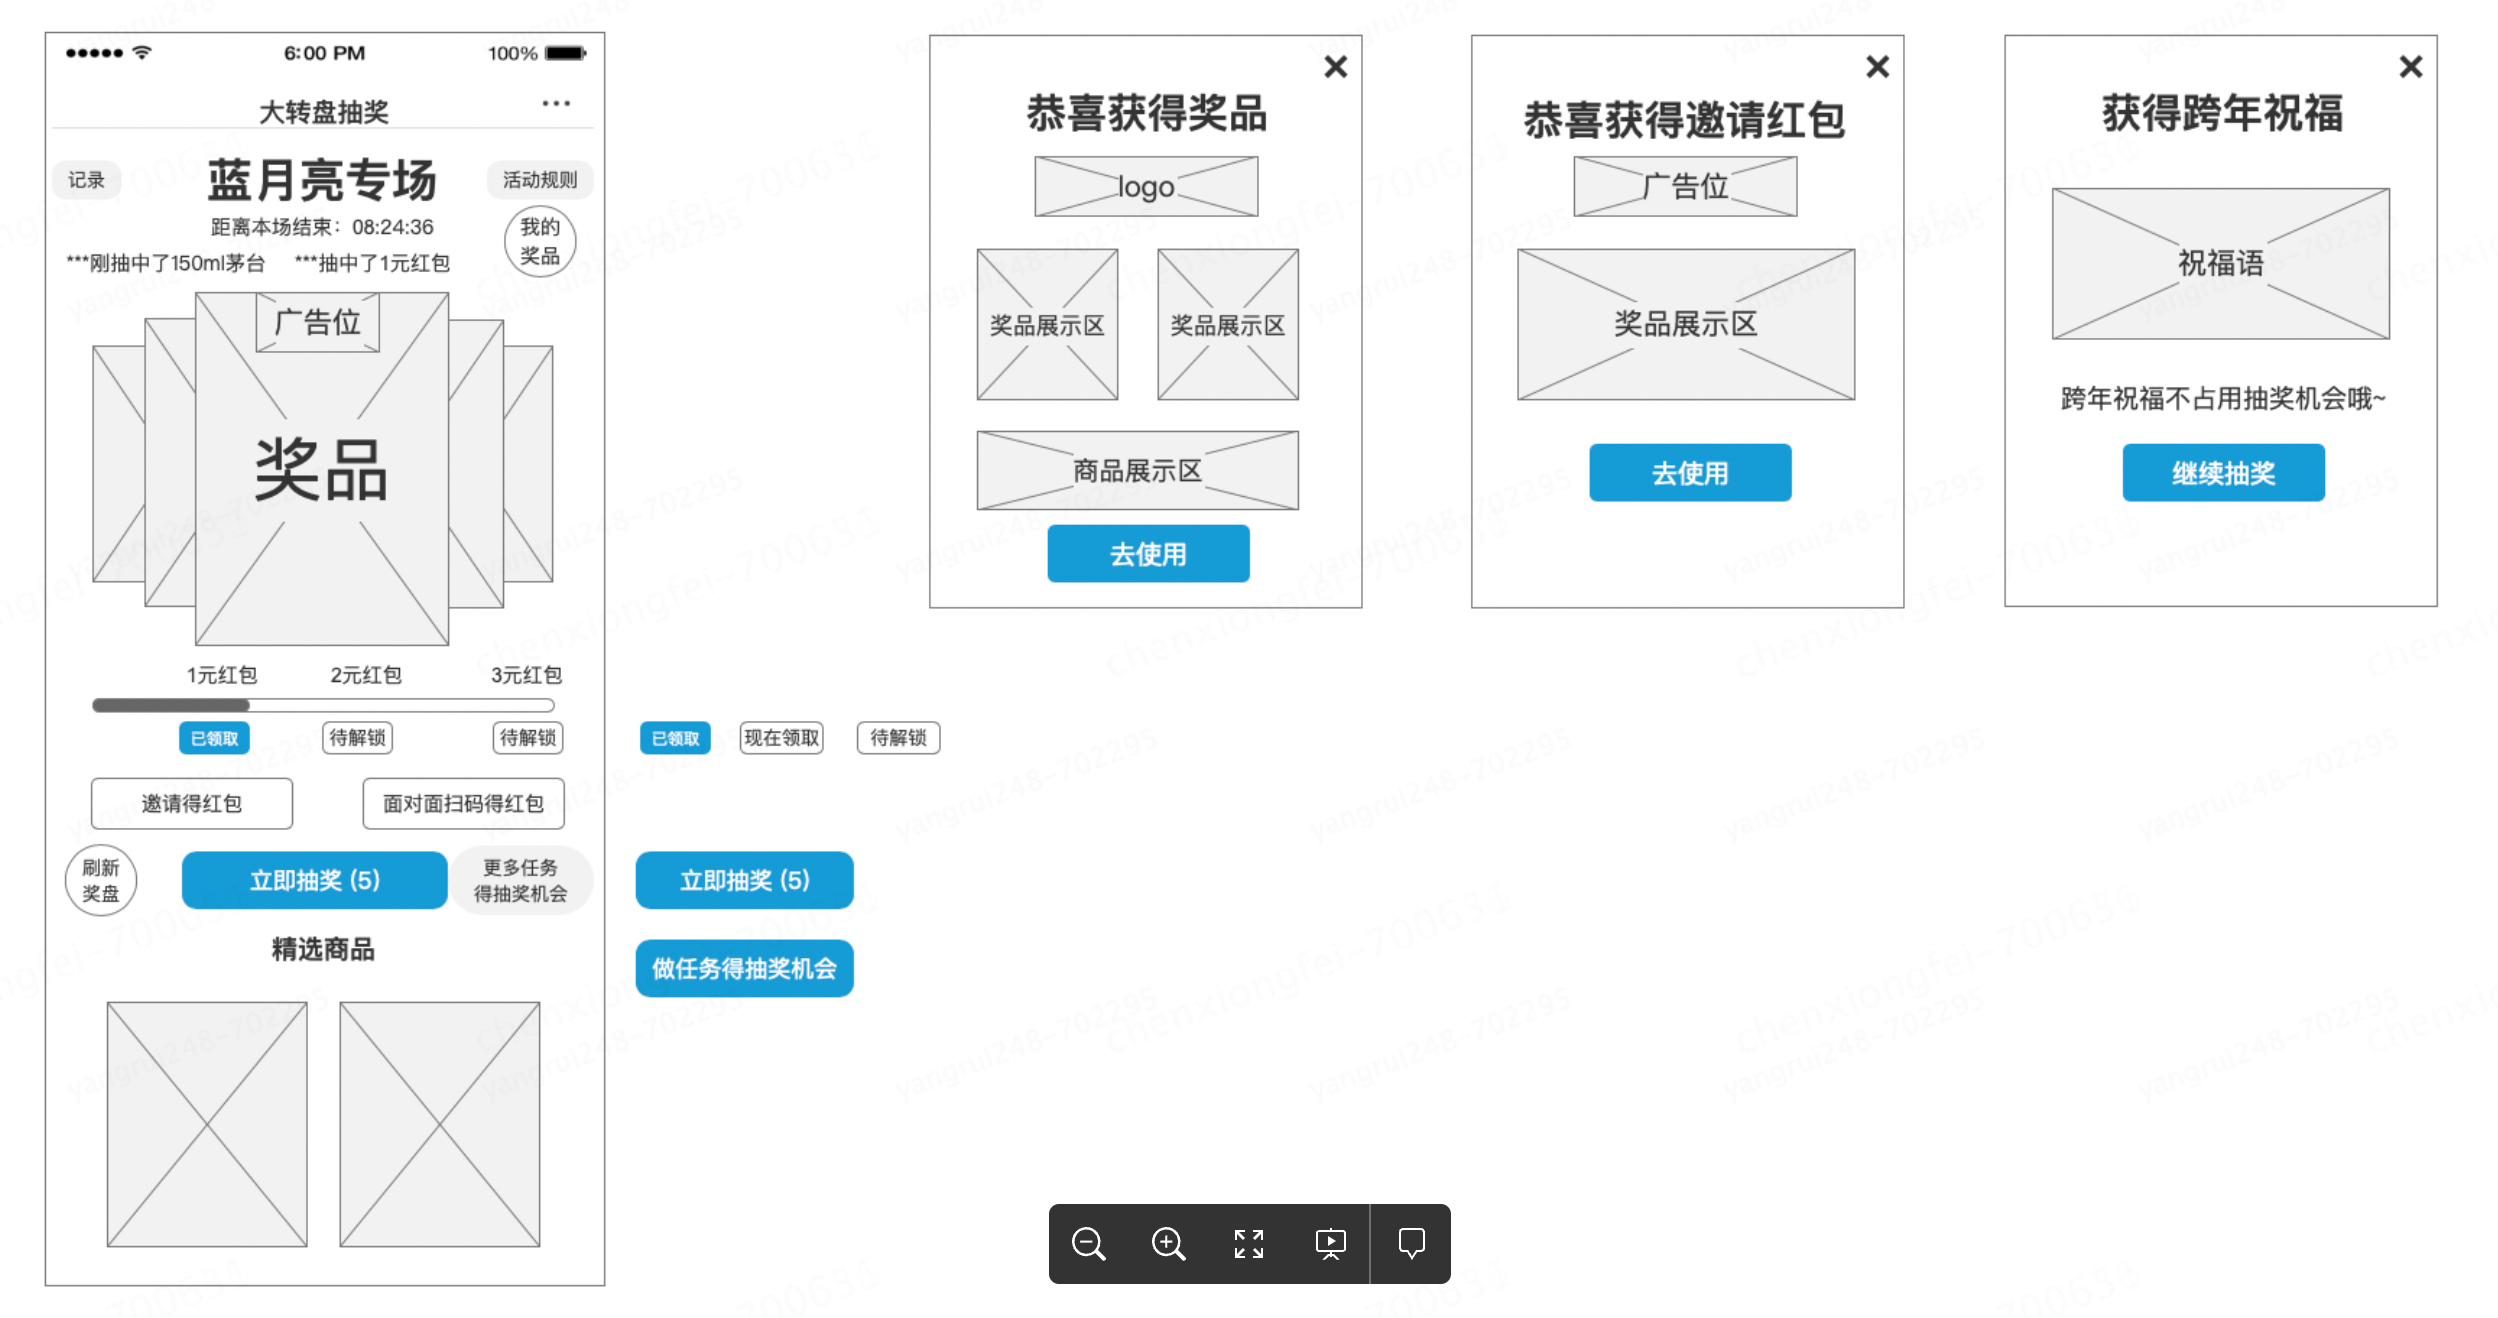 6:00 PM
100%
大转盘抽奖
记录
蓝月亮专场
活动规则
距离本场结束：08:24:36
我的
奖品
***刚抽中了150ml茅台
***抽中了1元红包
广告位
奖品
1元红包
2元红包
3元红包
已领取
待解锁
待解锁
邀请得红包
面对面扫码得红包
刷新
奖盘
立即抽奖 (5)
更多任务
得抽奖机会
精选商品
已领取
现在领取
待解锁
立即抽奖 (5)
做任务得抽奖机会
恭喜获得奖品
logo
奖品展示区
奖品展示区
商品展示区
去使用
恭喜获得邀请红包
广告位
奖品展示区
去使用
获得跨年祝福
祝福语
跨年祝福不占用抽奖机会哦~
继续抽奖
yangrui248-702295